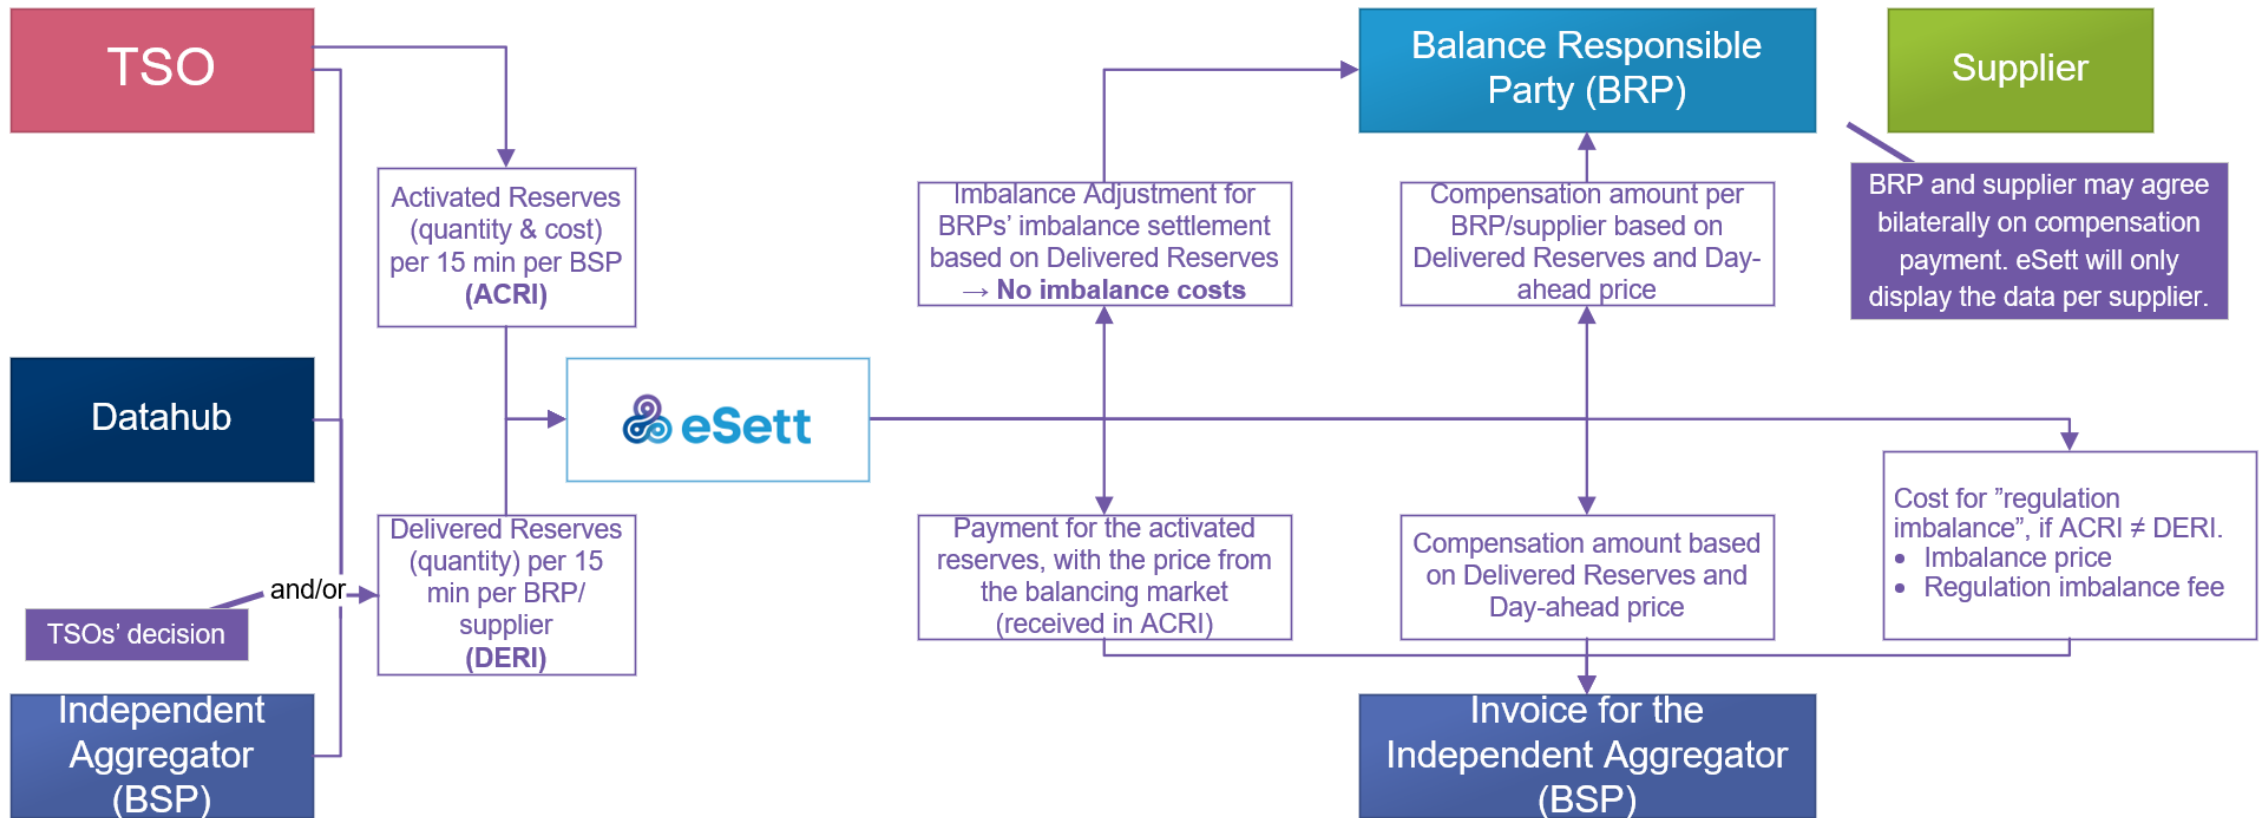 TSO
Balance Responsible
Party (BRP)
Supplier
Activated Reserves
(quantity & cost)
per 15 min per BSP
(ACRI)
Imbalance Adjustment for
BRPs’ imbalance settlement
based on Delivered Reserves
→ No imbalance costs
Compensation amount per
BRP/supplier based on
Delivered Reserves and Day-
ahead price
BRP and supplier may agree
bilaterally on compensation
payment. eSett will only
display the data per supplier.
Datahub
eSett
Delivered Reserves
(quantity) per 15
min per BRP/
supplier
(DERI)
and/or
TSOs’ decision
Payment for the activated
reserves, with the price from
the balancing market
(received in ACRI)
Compensation amount based
on Delivered Reserves and
Day-ahead price
Cost for ”regulation
imbalance”, if ACRI ≠ DERI.
• Imbalance price
• Regulation imbalance fee
Independent
Aggregator
(BSP)
Invoice for the
Independent Aggregator
(BSP)